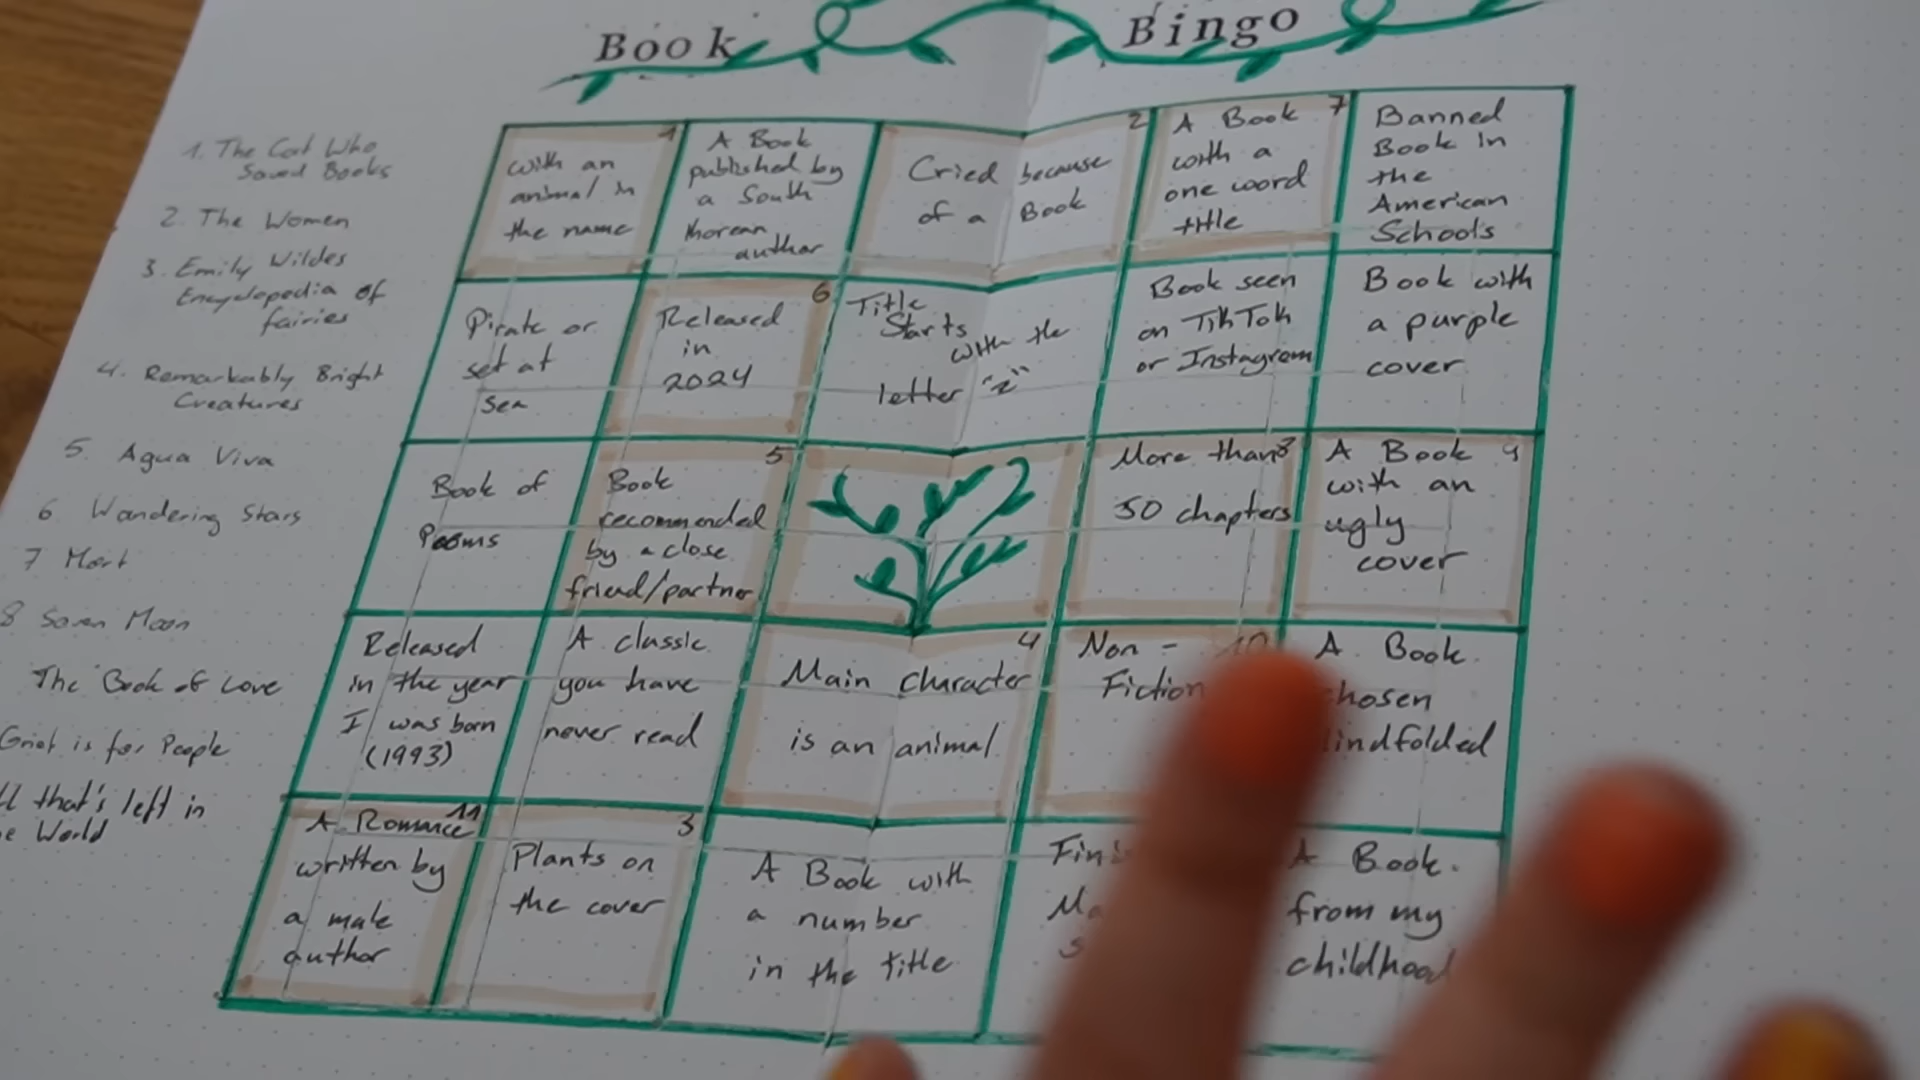 Book Bingo
1. The Cat Who
Saved Books
2. The Women
3. Emily Wildes
Encyclopedia of
fairies
4. Remarkably Bright
Creatures
5. Agua Viva
6 Wandering Stars
7 Mort
8 Seven Moon
The Book of Love
Grief is for People
that's left in
World
1
with an
animal in
the name
A Book
published by
a South
Korean
author
2
Cried because
of a Book
7
A Book
with a
one word
title
Banned
Book in
the
American
Schools
Pirate or
set at
sea
6
Released
in
2024
Title
Starts
with the
letter "z"
Book seen
on TikTok
or Instagram
Book with
a purple
cover
Book of
Poems
5
Book
recommended
by a close
friend/partner
More than 8
50 chapters
A Book 9
with an
ugly
cover
Released
in the year
I was born
(1993)
A classic
you have
never read
4
Main character
is an animal
Non - 10
Fiction
A Book
chosen
blindfolded
11
A Romance
written by
a male
author
3
Plants on
the cover
A Book with
a number
in the title
A Book
from my
childhood